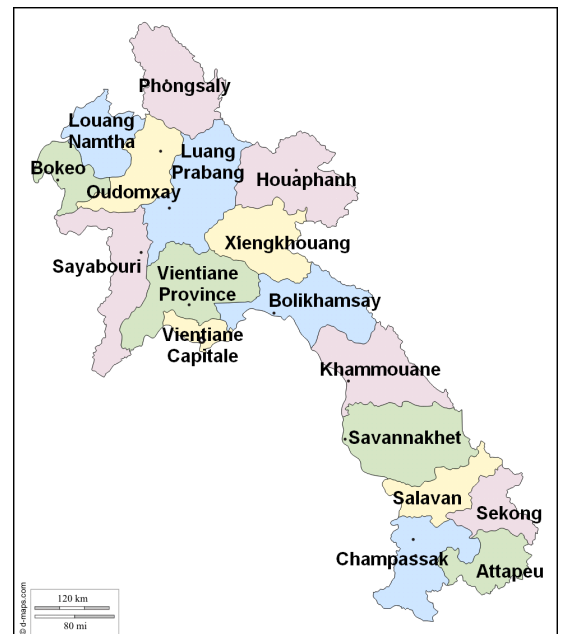 Phongsaly
Louang
Namtha
Luang
Prabang
Bokeo
Houaphanh
Oudomxay
Xiengkhouang
Sayabouri
Vientiane
Province
Bolikhamsay
Vientiane
Capitale
Khammouane
Savannakhet
Salavan
Sekong
Champassak
Attapeu
120 km
80 mi
© d-maps.com